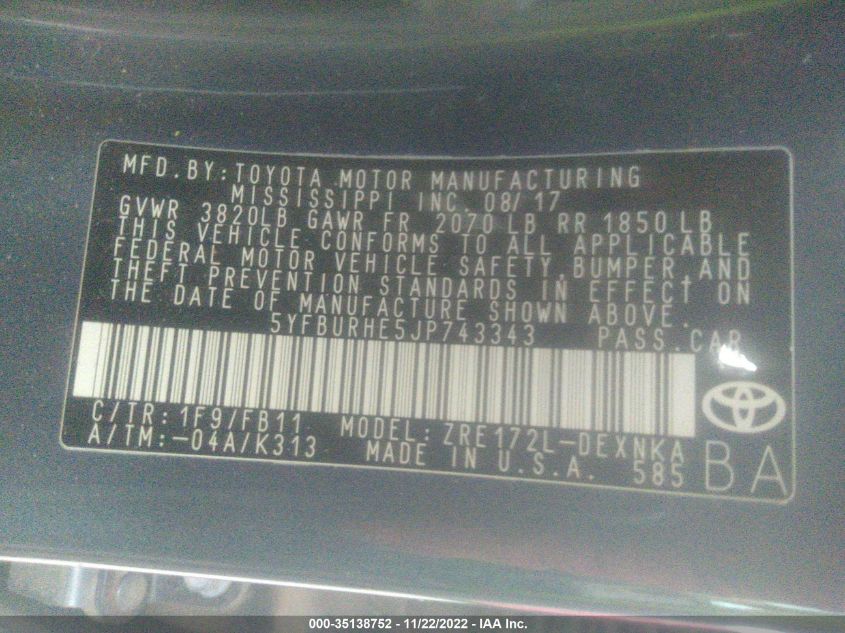 MFD.BY:TOYOTA MOTOR MANUFACTURING
MISSISSIPPI INC. 08/17
GVWR 3820LB GAWR FR 2070 LB RR 1850 LB
THIS VEHICLE CONFORMS TO ALL APPLICABLE
FEDERAL MOTOR VEHICLE SAFETY,BUMPER,AND
THEFT PREVENTION STANDARDS IN EFFECT ON
THE DATE OF MANUFACTURE SHOWN ABOVE.
5YFBURHE5JP743343 PASS.CAR
C/TR:1F9/FB11 MODEL:ZRE172L-DEXNKA
A/TM:-04A/K313 MADE IN U.S.A. 585
BA
000-35138752 - 11/22/2022 - IAA Inc.